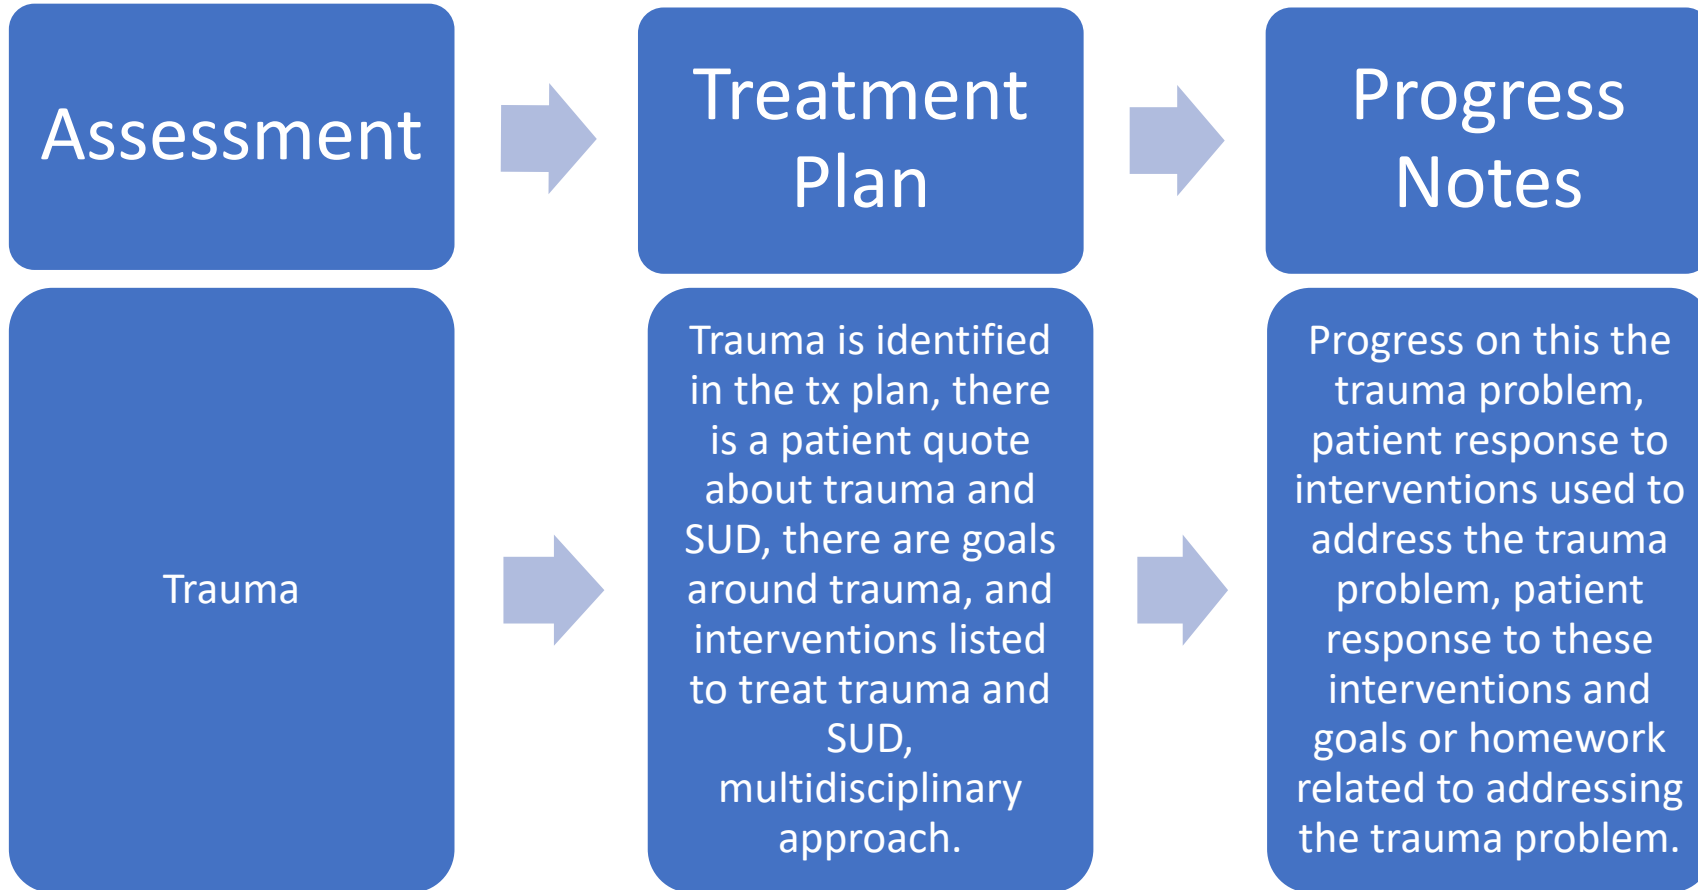 Assessment
Treatment
Plan
Progress
Notes
Trauma
Trauma is identified
in the tx plan, there
is a patient quote
about trauma and
SUD, there are goals
around trauma, and
interventions listed
to treat trauma and
SUD,
multidisciplinary
approach.
Progress on this the
trauma problem,
patient response to
interventions used to
address the trauma
problem, patient
response to these
interventions and
goals or homework
related to addressing
the trauma problem.